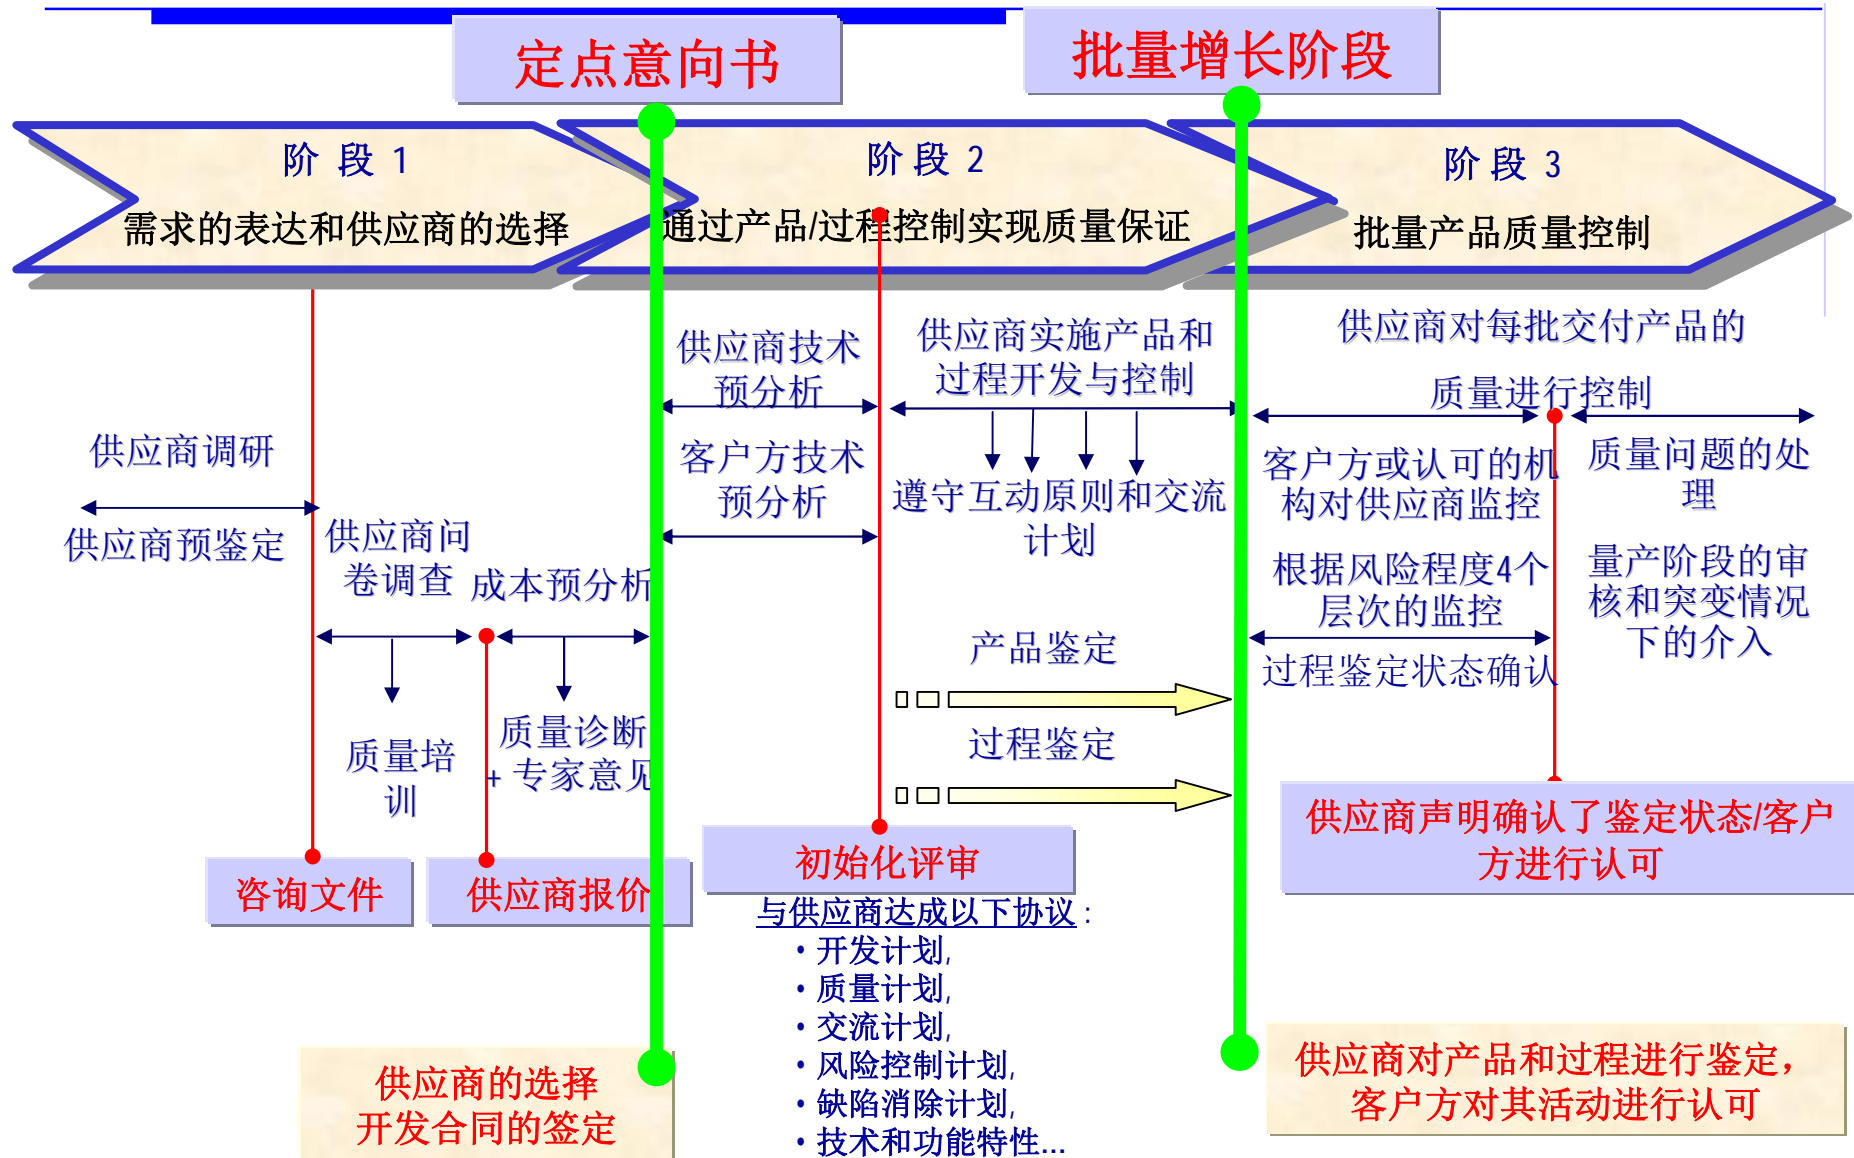 定点意向书
批量增长阶段
阶 段 1
需求的表达和供应商的选择
阶 段 2
通过产品/过程控制实现质量保证
阶 段 3
批量产品质量控制
供应商调研
供应商预鉴定
供应商问
卷调查
成本预分析
质量培
训
质量诊断
+ 专家意见
咨询文件
供应商报价
供应商的选择
开发合同的签定
供应商技术
预分析
客户方技术
预分析
供应商实施产品和
过程开发与控制
遵守互动原则和交流
计划
产品鉴定
过程鉴定
初始化评审
与供应商达成以下协议 :
• 开发计划,
• 质量计划,
• 交流计划,
• 风险控制计划,
• 缺陷消除计划,
• 技术和功能特性...
供应商对每批交付产品的
质量进行控制
客户方或认可的机
构对供应商监控
根据风险程度4个
层次的监控
过程鉴定状态确认
质量问题的处
理
量产阶段的审
核和突变情况
下的介入
供应商声明确认了鉴定状态/客户
方进行认可
供应商对产品和过程进行鉴定，
客户方对其活动进行认可